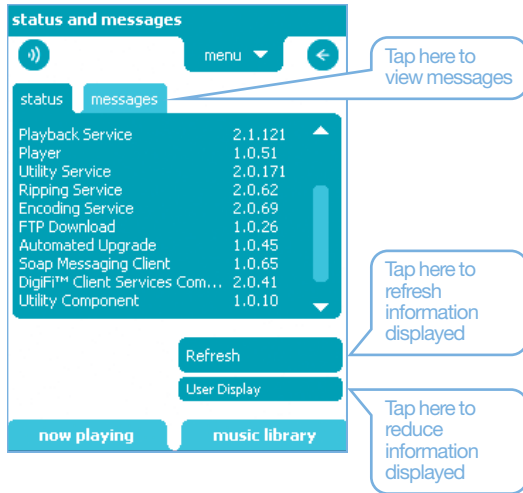 status and messages
menu
status messages
Playback Service 2.1.121
Player 1.0.51
Utility Service 2.0.171
Ripping Service 2.0.62
Encoding Service 2.0.69
FTP Download 1.0.26
Automated Upgrade 1.0.45
Soap Messaging Client 1.0.65
DigiFi™ Client Services Com... 2.0.41
Utility Component 1.0.10
Refresh
User Display
now playing music library
Tap here to
view messages
Tap here to
refresh
information
displayed
Tap here to
reduce
information
displayed